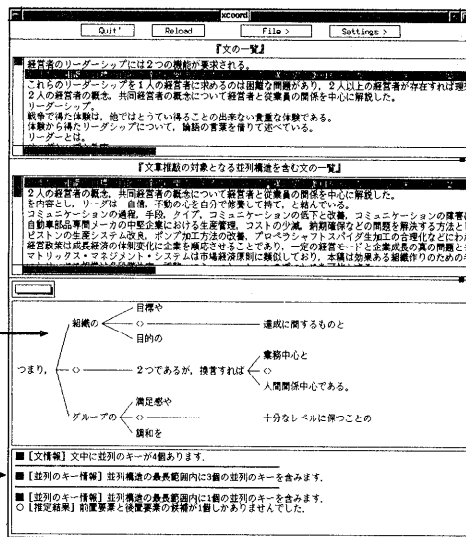 xcoord
Quit' Reload File > Settings >
『文の一覧』
経営者のリーダーシップには2つの機能が要求される。
これらのリーダーシップを1人の経営者に求めるのは困難な問題があり、2人以上の経営者が存在すれば理想
2人の経営者の概念、共同経営者の概念について経営者と従業員の関係を中心に解説した。
リーダーシップ。
戦争で得た体験は、他ではとうてい得ることの出来ない貴重な体験である。
体験から得たリーダシップについて、論語の言葉を借りて述べている。
リーダーとは。
『文章推敲の対象となる並列構造を含む文の一覧』
2人の経営者の概念、共同経営者の概念について経営者と従業員の関係を中心に解説した。
を内容とし、リーダは 自信、不動の心を自分で修養して持て、と結んでいる。
コミュニケーションの過程、手段、タイプ、コミュニケーションの低下と改善、コミュニケーションの障害
自動車部品専門メーカの中堅企業における生産管理、コストの少減、納期確保などの問題を解決する方法とし
ピストンの生産システム改良、ポンプ加工方法の改善、プロペラシャフトスパイダ生加工の合理化などにわ
経営政策は成長経済の体制変化に企業を順応させることであり、一定の経営モードと企業成長の真の問題と
マトリックス・マネジメント・システムは市場経済原則に類似しており、本稿は効果ある組織作りのための
目標や
組織の <> 達成に関するものと
目的の
業務中心と
つまり, <> 2つであるが, 換言すれば <>
人間関係中心である。
満足感や
グループの <> 十分なレベルに保つことの
調和を
■ [文情報] 文中に並列のキーが4個あります.
■ [並列のキー情報] 並列構造の最長範囲内に3個の並列のキーを含みます.
■ [並列のキー情報] 並列構造の最長範囲内に1個の並列のキーを含みます.
○ [推定結果] 前置要素と後置要素の候補が1個しかありませんでした.